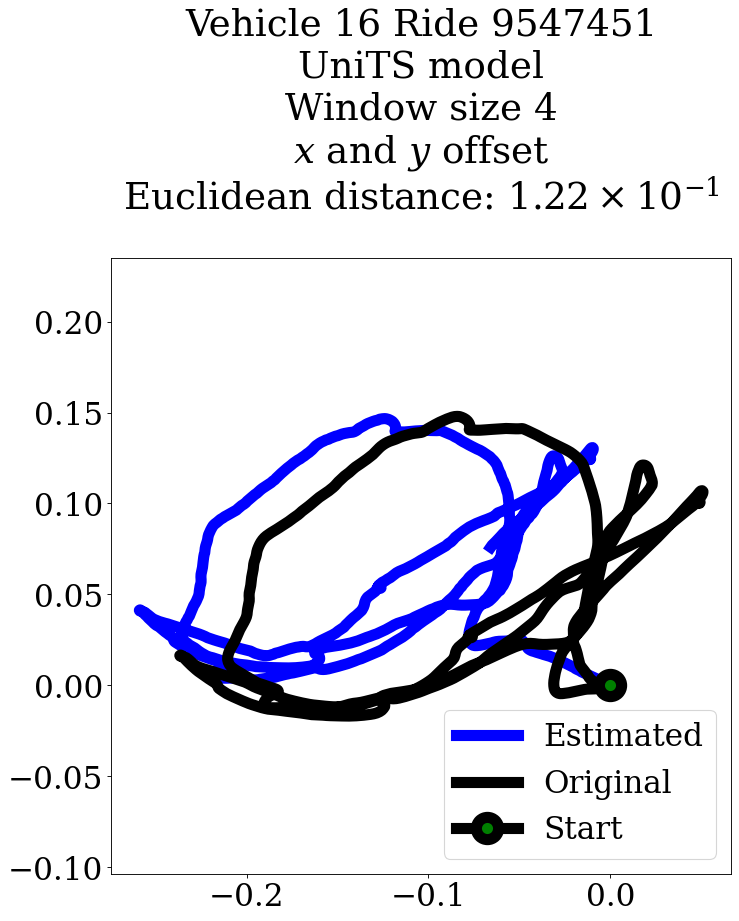 Vehicle 16 Ride 9547451
UniTS model
Window size 4
x and y offset
Euclidean distance: 1.22 × 10⁻¹
0.20
0.15
0.10
0.05
0.00
−0.05
−0.10
−0.2
−0.1
0.0
Estimated
Original
Start